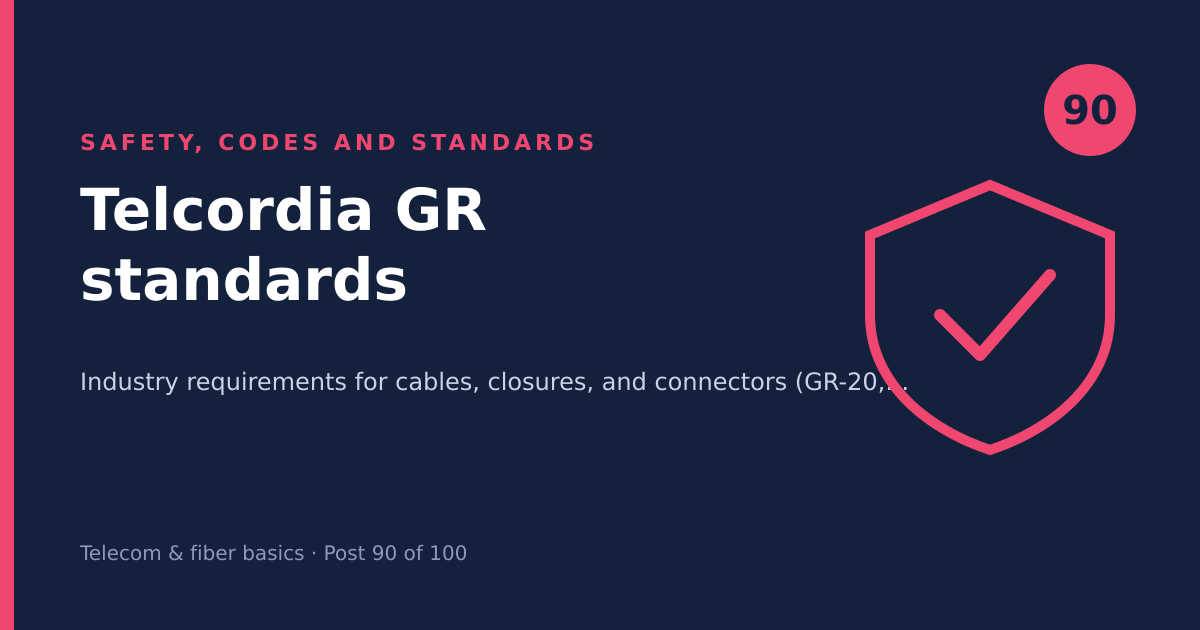 90
SAFETY, CODES AND STANDARDS
Telcordia GR
standards
Industry requirements for cables, closures, and connectors (GR-20,…
Telecom & fiber basics · Post 90 of 100